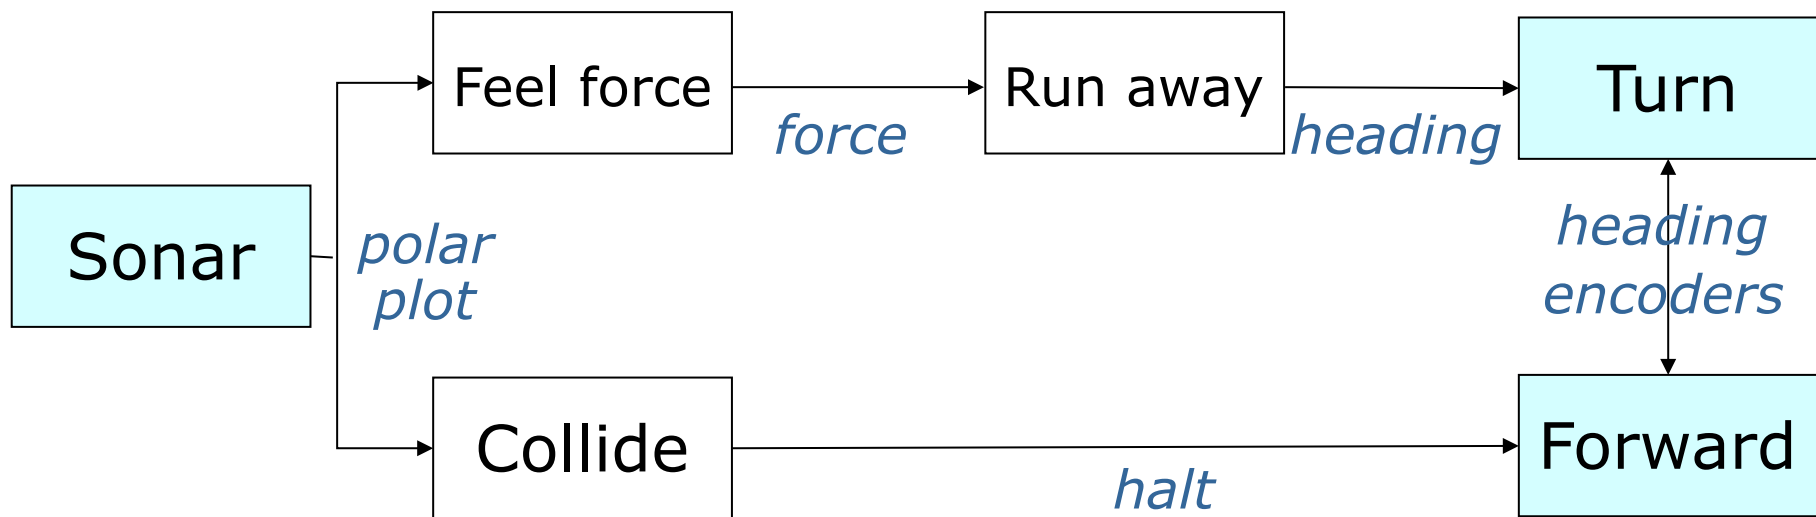 Feel force
force
Run away
heading
Turn
Sonar
polar
plot
heading
encoders
Collide
halt
Forward